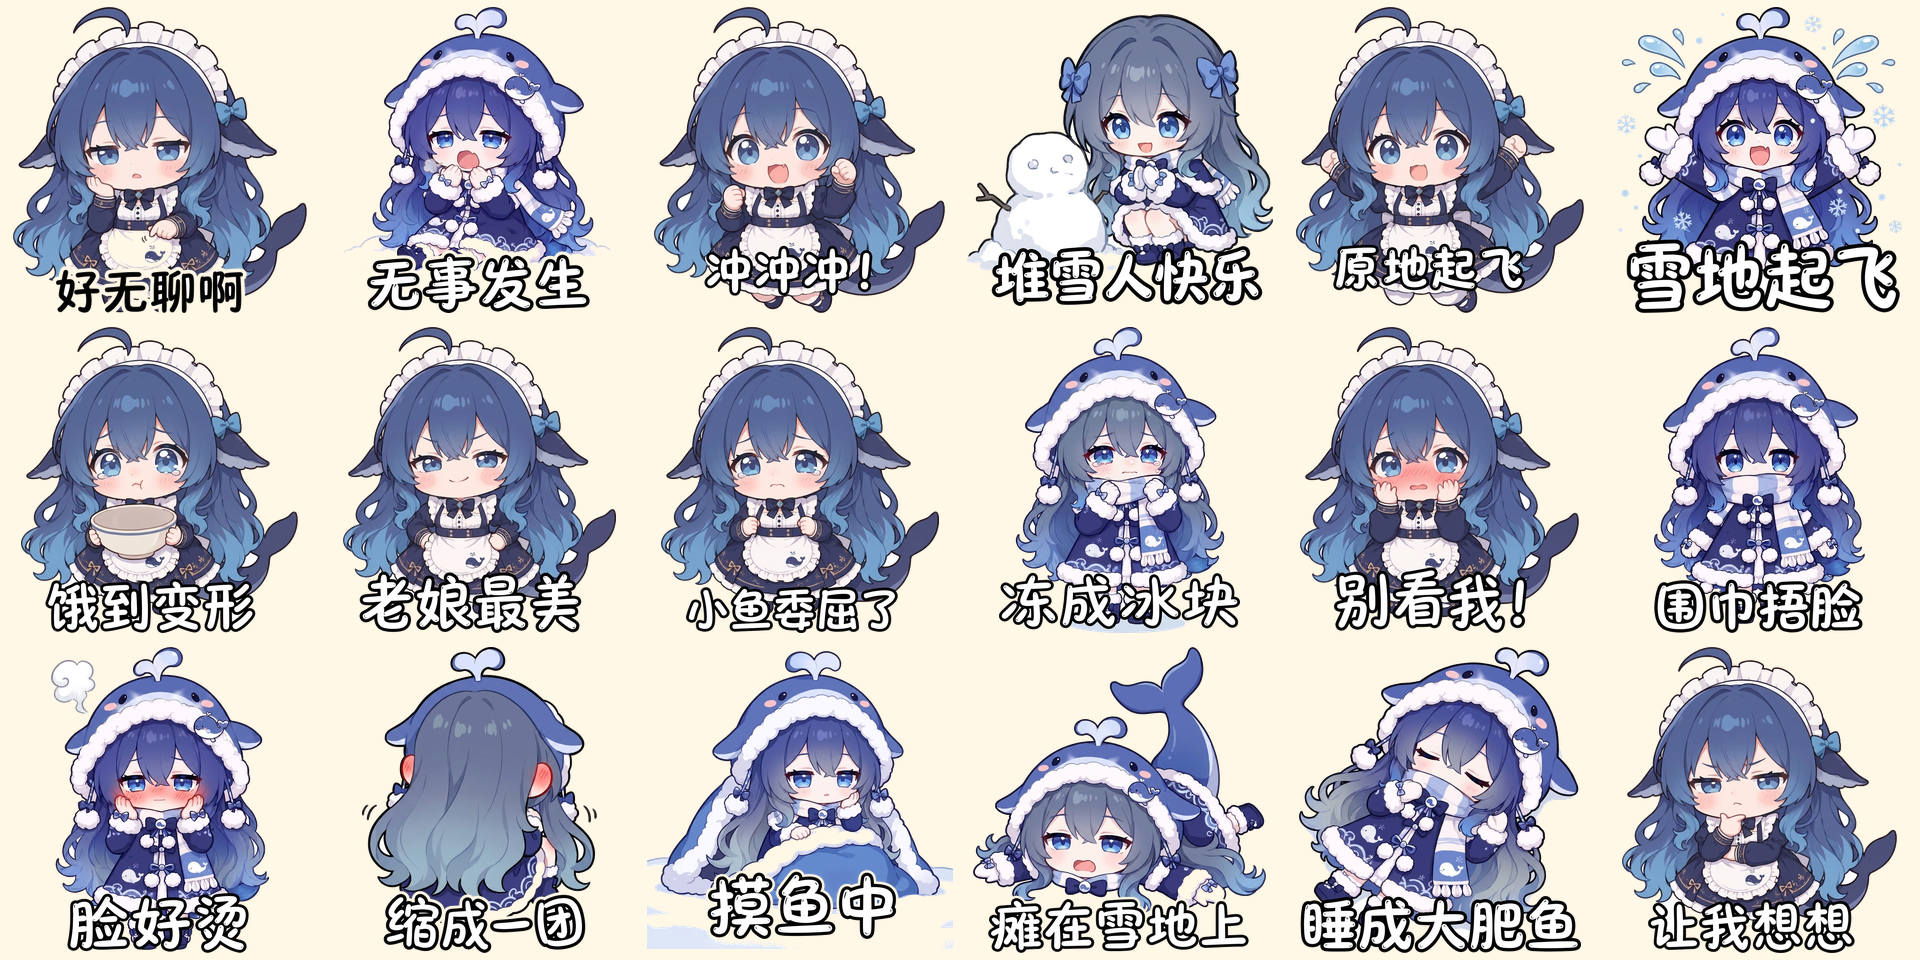 好无聊啊
无事发生
冲冲冲！
堆雪人快乐
原地起飞
雪地起飞
饿到变形
老娘最美
小鱼委屈了
冻成冰块
别看我！
围巾捂脸
脸好烫
缩成一团
摸鱼中
瘫在雪地上
睡成大肥鱼
让我想想